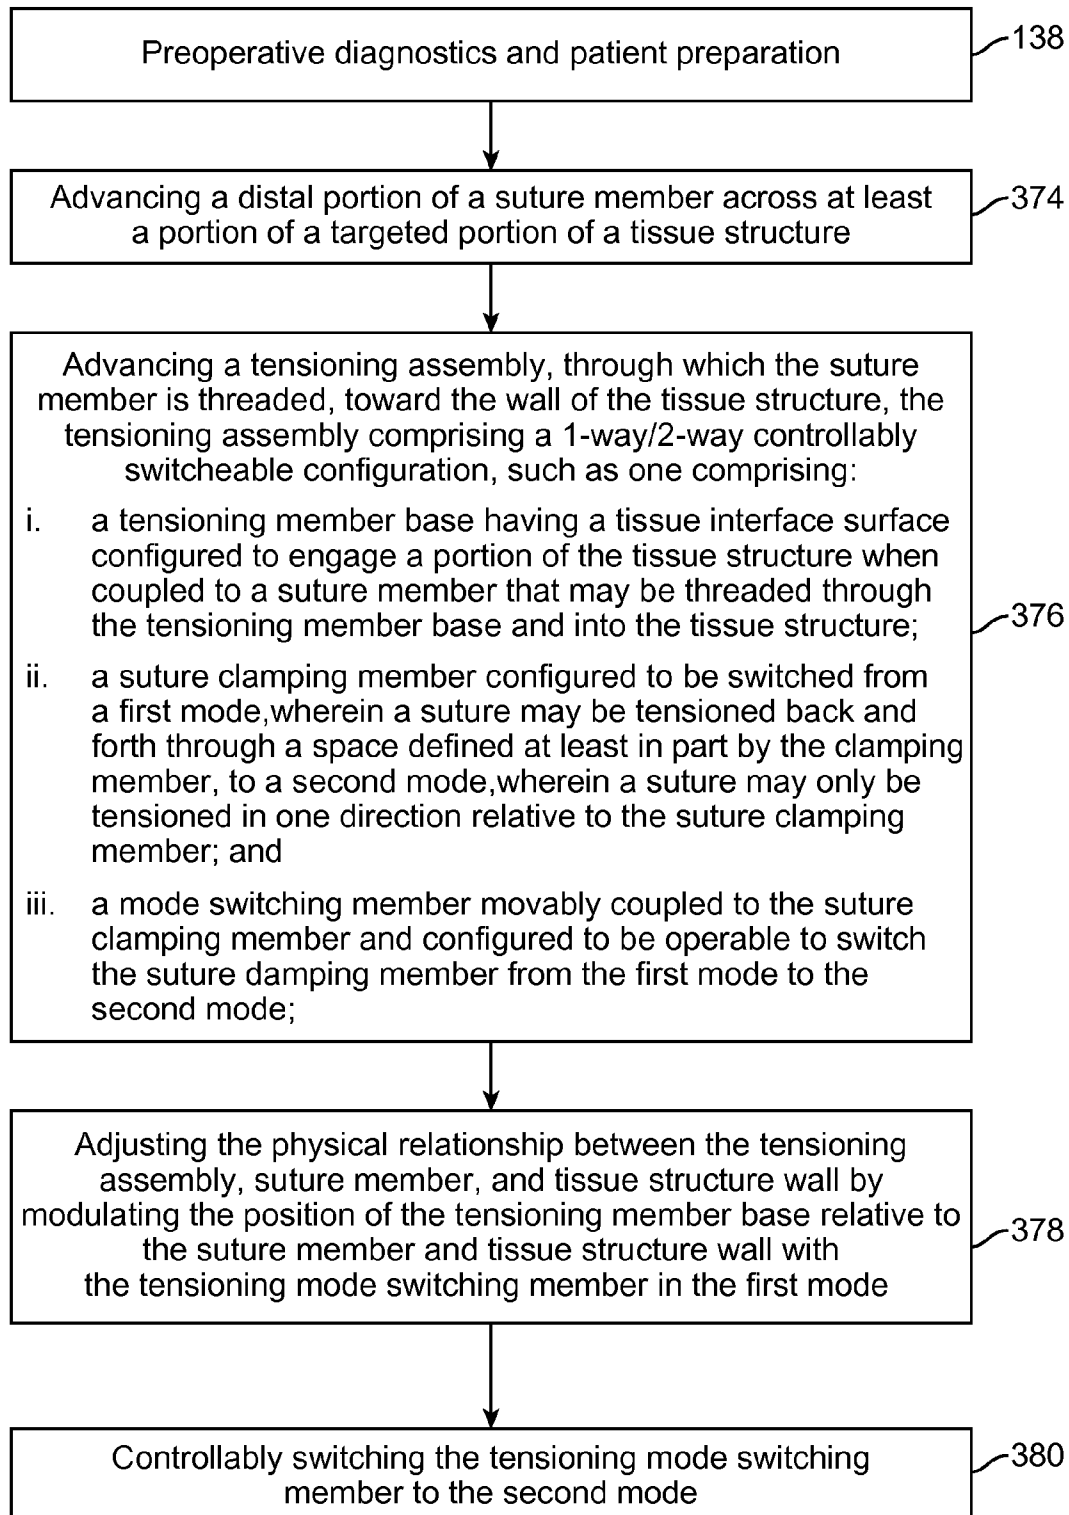 Preoperative diagnostics and patient preparation
138
Advancing a distal portion of a suture member across at least
a portion of a targeted portion of a tissue structure
374
Advancing a tensioning assembly, through which the suture
member is threaded, toward the wall of the tissue structure, the
tensioning assembly comprising a 1-way/2-way controllably
switcheable configuration, such as one comprising:
i. a tensioning member base having a tissue interface surface
configured to engage a portion of the tissue structure when
coupled to a suture member that may be threaded through
the tensioning member base and into the tissue structure;
ii. a suture clamping member configured to be switched from
a first mode,wherein a suture may be tensioned back and
forth through a space defined at least in part by the clamping
member, to a second mode,wherein a suture may only be
tensioned in one direction relative to the suture clamping
member; and
iii. a mode switching member movably coupled to the suture
clamping member and configured to be operable to switch
the suture damping member from the first mode to the
second mode;
376
Adjusting the physical relationship between the tensioning
assembly, suture member, and tissue structure wall by
modulating the position of the tensioning member base relative to
the suture member and tissue structure wall with
the tensioning mode switching member in the first mode
378
Controllably switching the tensioning mode switching
member to the second mode
380